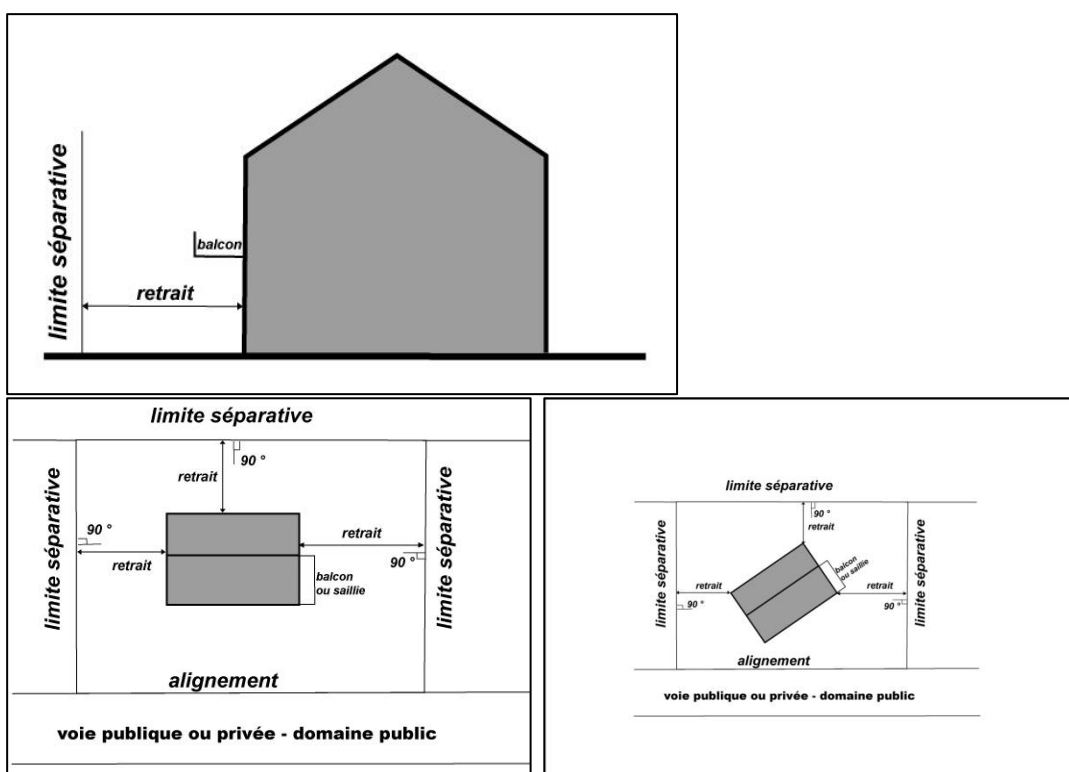 limite séparative
balcon
retrait
limite séparative
retrait
90 °
limite séparative
90 °
retrait
retrait
90 °
balcon
ou saillie
limite séparative
alignement
voie publique ou privée - domaine public
limite séparative
90 °
retrait
limite séparative
retrait
90 °
balcon
ou saillie
retrait
90 °
limite séparative
alignement
voie publique ou privée - domaine public